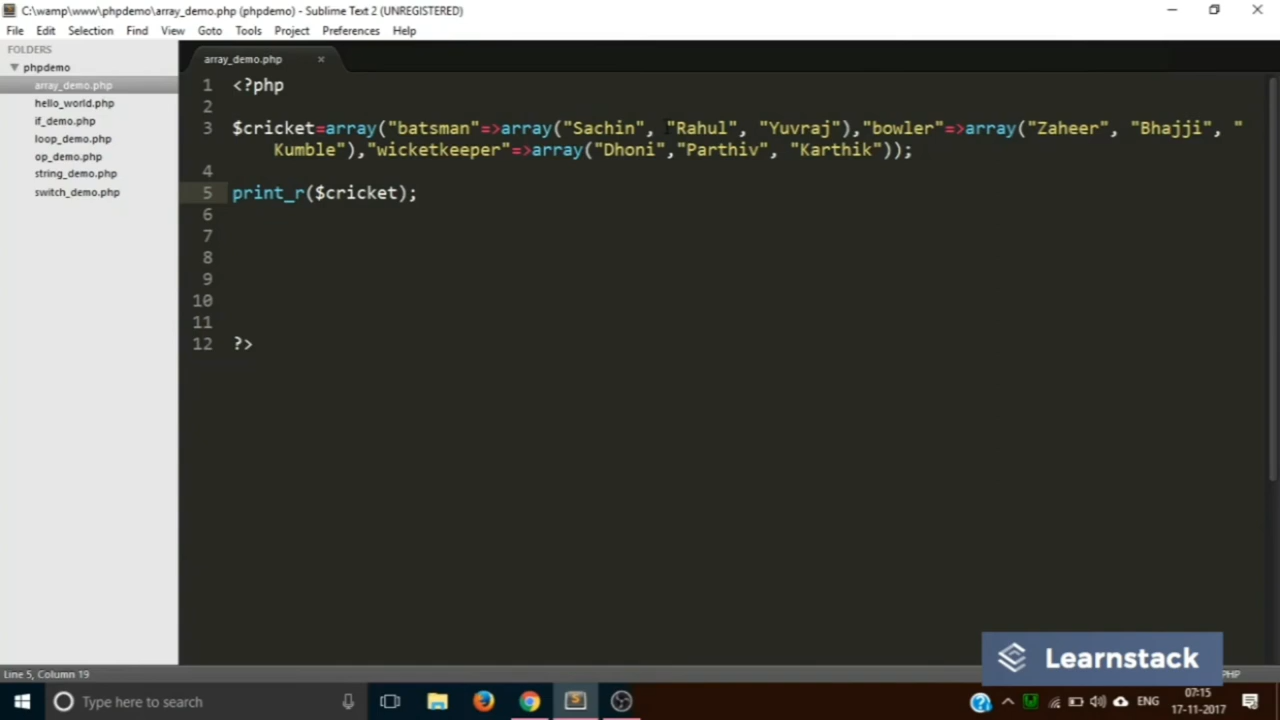 C:\wamp\www\phpdemo\array_demo.php (phpdemo) - Sublime Text 2 (UNREGISTERED)
File Edit Selection Find View Goto Tools Project Preferences Help
FOLDERS
phpdemo
array_demo.php
hello_world.php
if_demo.php
loop_demo.php
op_demo.php
string_demo.php
switch_demo.php
array_demo.php
1 <?php
2
3 $cricket=array("batsman"=>array("Sachin", "Rahul", "Yuvraj"),"bowler"=>array("Zaheer", "Bhajji", "
Kumble"),"wicketkeeper"=>array("Dhoni","Parthiv", "Karthik"));
4
5 print_r($cricket);
6
7
8
9
10
11
12 ?>
Learnstack
Line 5, Column 19
PHP
Type here to search
ENG
07:15
17-11-2017